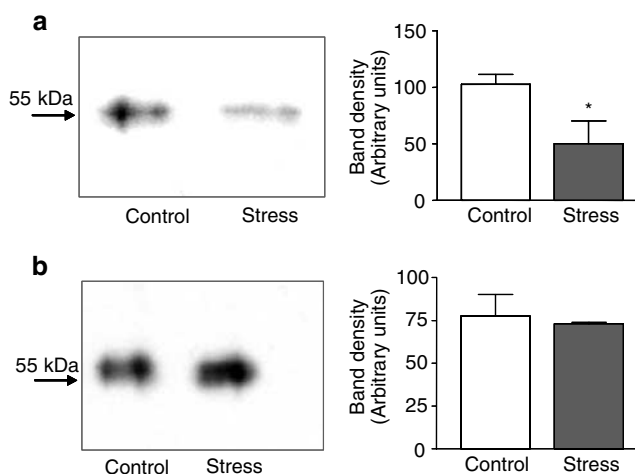 a
55 kDa
Control Stress
Band density
(Arbitrary units)
150
100
50
0
*
Control Stress
b
55 kDa
Control Stress
Band density
(Arbitrary units)
100
75
50
25
0
Control Stress